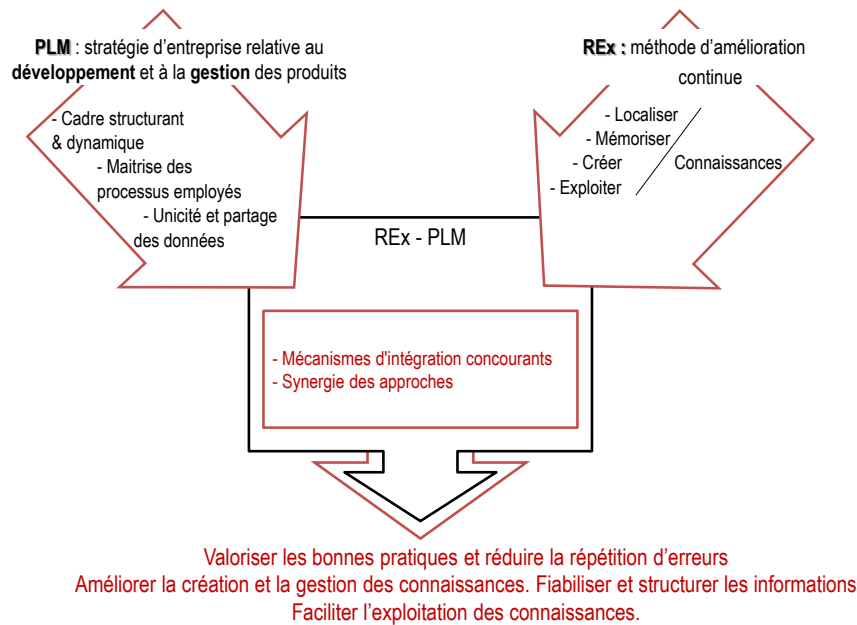 PLM : stratégie d'entreprise relative au
développement et à la gestion des produits
- Cadre structurant
& dynamique
- Maitrise des
processus employés
- Unicité et partage
des données
REx : méthode d'amélioration
continue
- Localiser
- Mémoriser
- Créer
- Exploiter
Connaissances
REx - PLM
- Mécanismes d'intégration concourants
- Synergie des approches
Valoriser les bonnes pratiques et réduire la répétition d'erreurs
Améliorer la création et la gestion des connaissances. Fiabiliser et structurer les informations
Faciliter l'exploitation des connaissances.